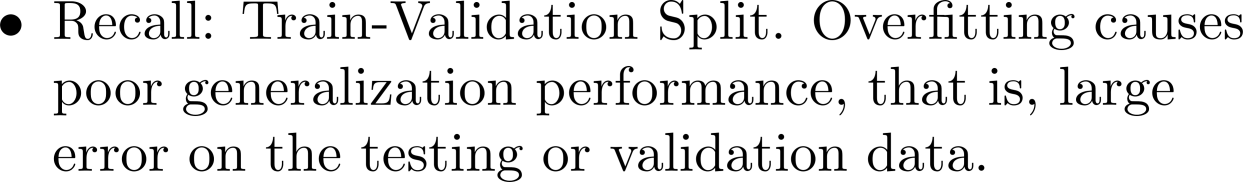 • Recall: Train-Validation Split. Overfitting causes
poor generalization performance, that is, large
error on the testing or validation data.